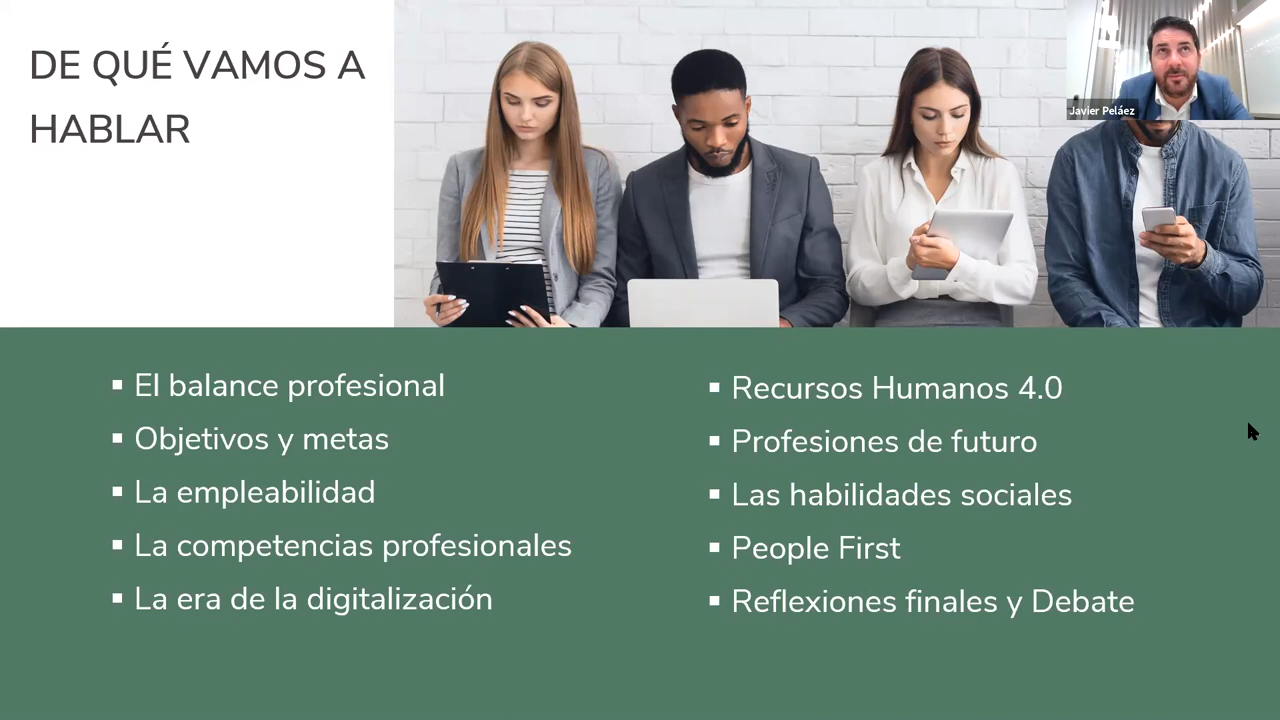 DE QUÉ VAMOS A
HABLAR
Javier Peláez
▪ El balance profesional
▪ Objetivos y metas
▪ La empleabilidad
▪ La competencias profesionales
▪ La era de la digitalización
▪ Recursos Humanos 4.0
▪ Profesiones de futuro
▪ Las habilidades sociales
▪ People First
▪ Reflexiones finales y Debate